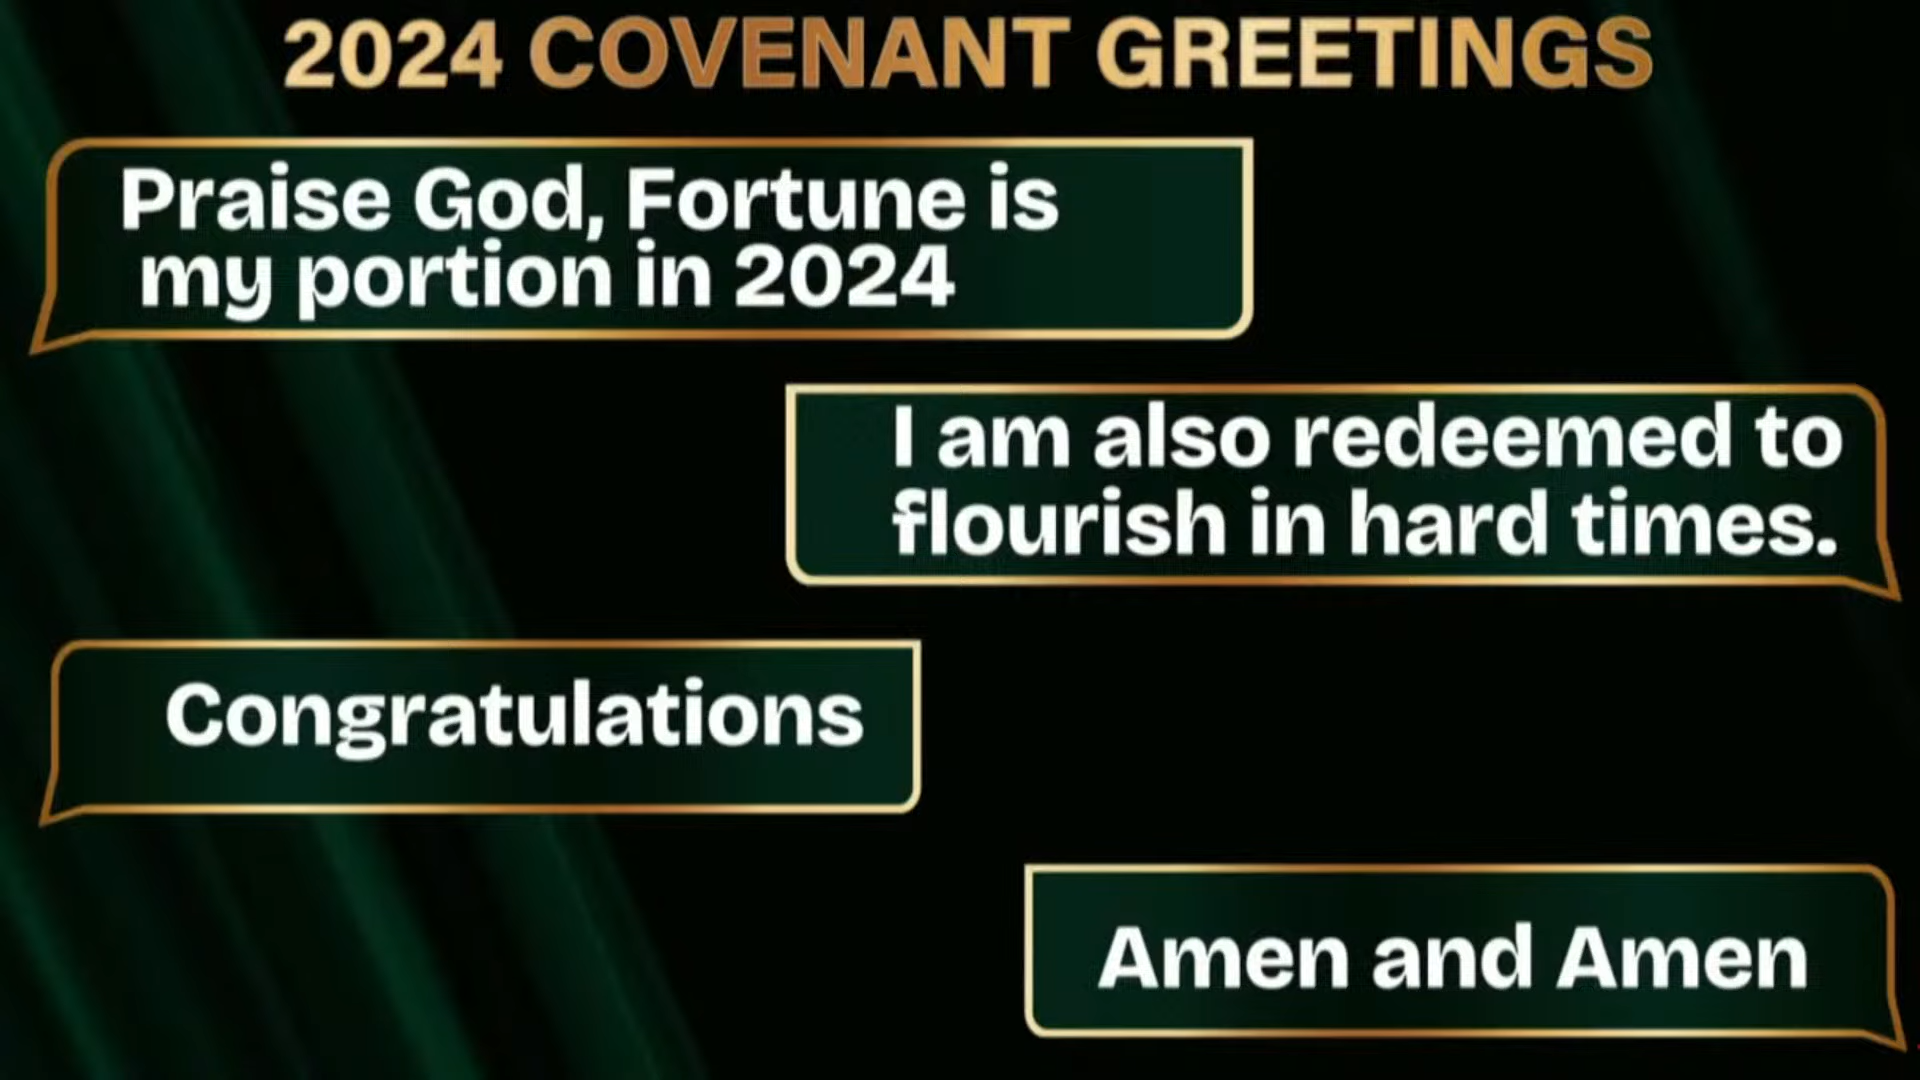 2024 COVENANT GREETINGS
Praise God, Fortune is
my portion in 2024
I am also redeemed to
flourish in hard times.
Congratulations
Amen and Amen